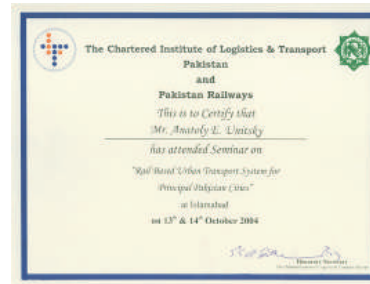 The Chartered Institute of Logistics & Transport
Pakistan
and
Pakistan Railways
This is to Certify that
Mr. Anatoly E. Unitsky
has attended Seminar on
"Rail Based Urban Transport System for
Principal Pakistan Cities"
at Islamabad
on 13th & 14th October 2004
Honorary Secretary